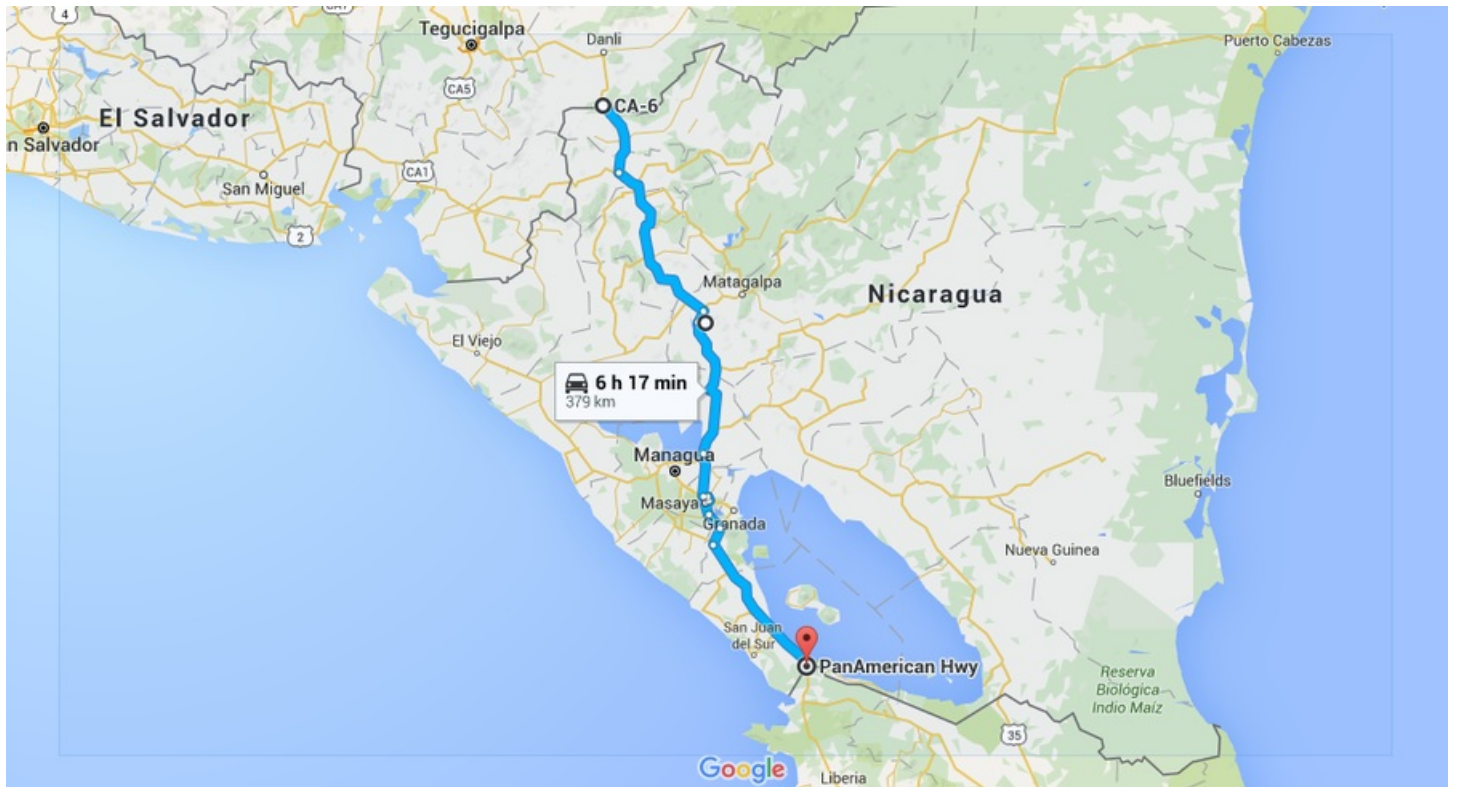 4
CA1
Tegucigalpa
Danli
Puerto Cabezas
CA5
CA-6
El Salvador
n Salvador
CA1
San Miguel
2
Matagalpa
Nicaragua
El Viejo
6 h 17 min
379 km
Managua
Bluefields
Masaya
Granada
Nueva Guinea
San Juan
del Sur
PanAmerican Hwy
Reserva
Biológica
Indio Maíz
35
Google
Liberia